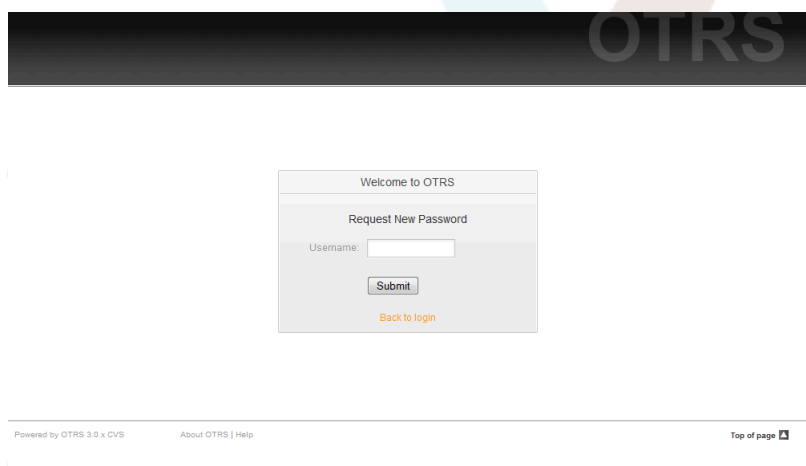 OTRS
Welcome to OTRS
Request New Password
Username:
Submit
Back to login
Powered by OTRS 3.0.x CVS About OTRS | Help Top of page